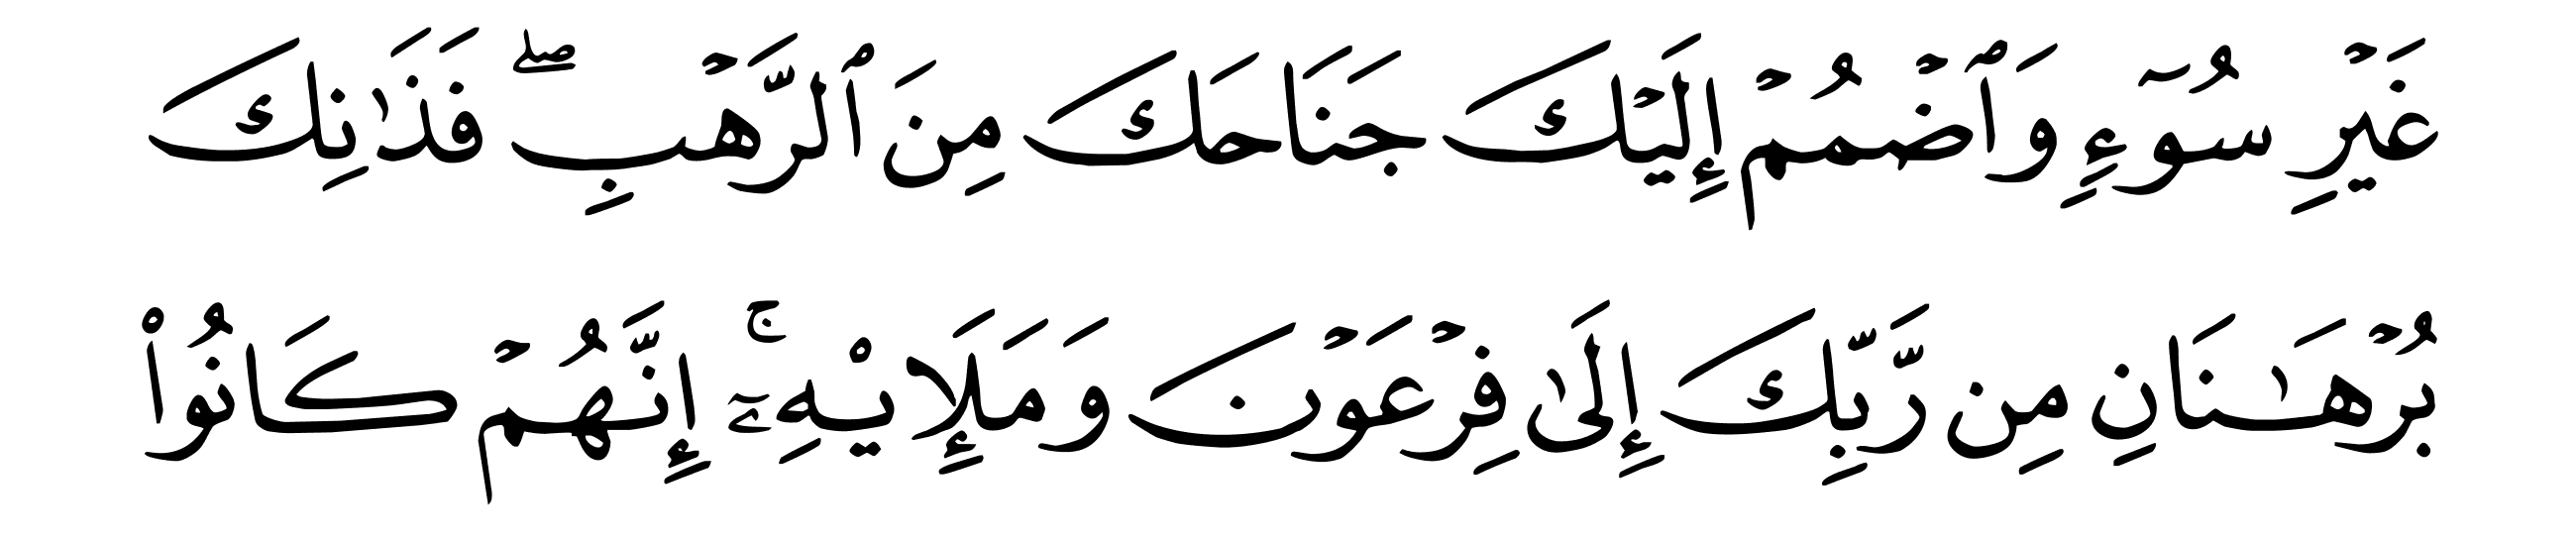 غَيۡرِ سُوٓءٖ وَٱضۡمُمۡ إِلَيۡكَ جَنَاحَكَ مِنَ ٱلرَّهَبِۖ فَذَٰنِكَ
بُرۡهَٰنَانِ مِن رَّبِّكَ إِلَىٰ فِرۡعَوۡنَ وَمَلَإِيْهِۦٓۚ إِنَّهُمۡ كَانُواْ